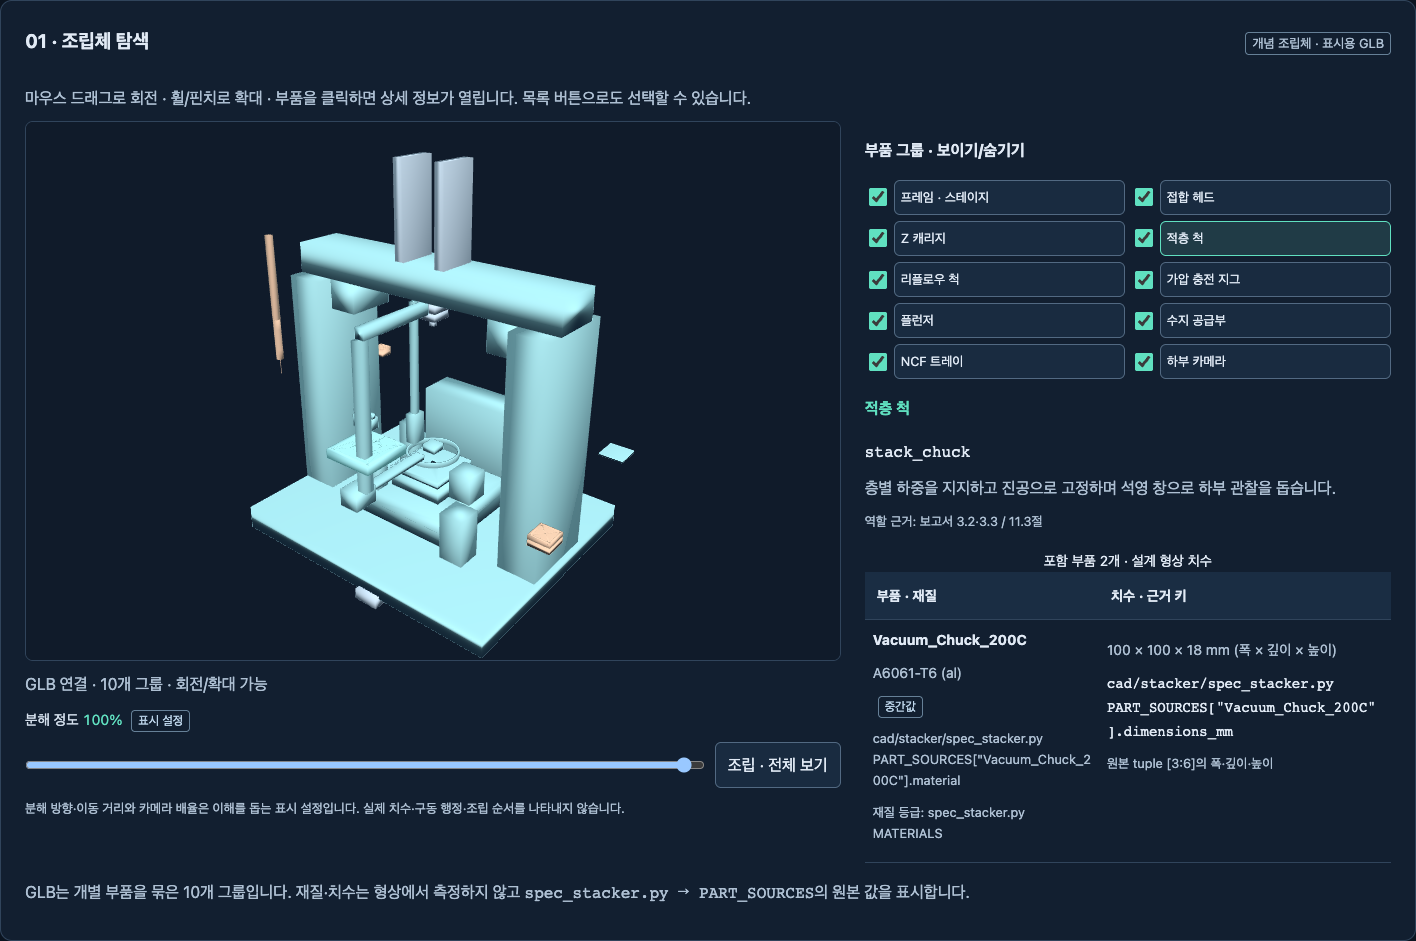 01 · 조립체 탐색
개념 조립체 · 표시용 GLB
마우스 드래그로 회전 · 휠/핀치로 확대 · 부품을 클릭하면 상세 정보가 열립니다. 목록 버튼으로도 선택할 수 있습니다.
부품 그룹 · 보이기/숨기기
프레임 · 스테이지
접합 헤드
Z 캐리지
적층 척
리플로우 척
가압 충전 지그
플런저
수지 공급부
NCF 트레이
하부 카메라
적층 척
stack_chuck
층별 하중을 지지하고 진공으로 고정하며 석영 창으로 하부 관찰을 돕습니다.
역할 근거: 보고서 3.2·3.3 / 11.3절
포함 부품 2개 · 설계 형상 치수
부품 · 재질
치수 · 근거 키
Vacuum_Chuck_200C
A6061-T6 (al)
중간값
cad/stacker/spec_stacker.py
PART_SOURCES["Vacuum_Chuck_2
00C"].material
재질 등급: spec_stacker.py
MATERIALS
100 × 100 × 18 mm (폭 × 깊이 × 높이)
cad/stacker/spec_stacker.py
PART_SOURCES["Vacuum_Chuck_200C"
].dimensions_mm
원본 tuple [3:6]의 폭·깊이·높이
GLB 연결 · 10개 그룹 · 회전/확대 가능
분해 정도 100% 표시 설정
조립 · 전체 보기
분해 방향·이동 거리와 카메라 배율은 이해를 돕는 표시 설정입니다. 실제 치수·구동 행정·조립 순서를 나타내지 않습니다.
GLB는 개별 부품을 묶은 10개 그룹입니다. 재질·치수는 형상에서 측정하지 않고 spec_stacker.py → PART_SOURCES의 원본 값을 표시합니다.